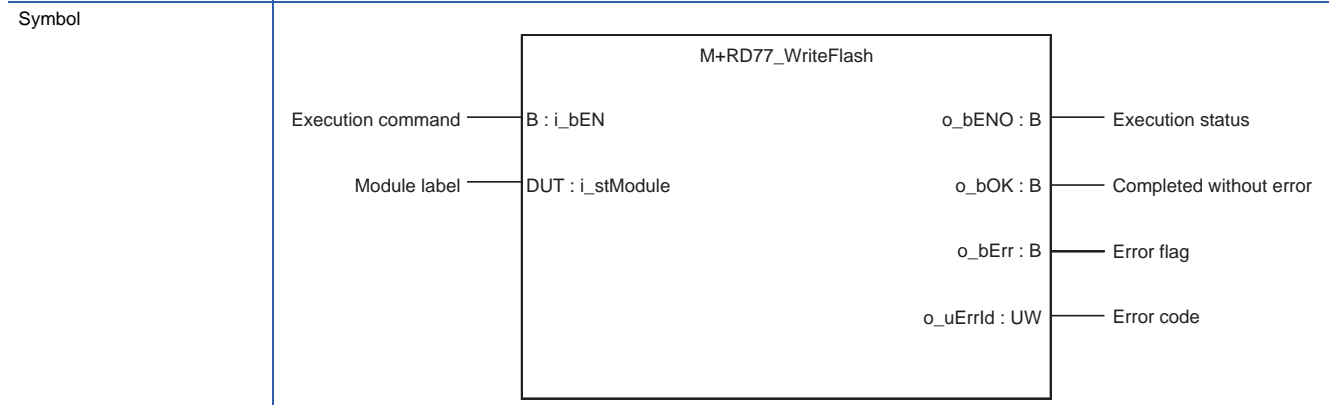 Symbol
M+RD77_WriteFlash
Execution command B : i_bEN o_bENO : B Execution status
Module label DUT : i_stModule o_bOK : B Completed without error
o_bErr : B Error flag
o_uErrId : UW Error code